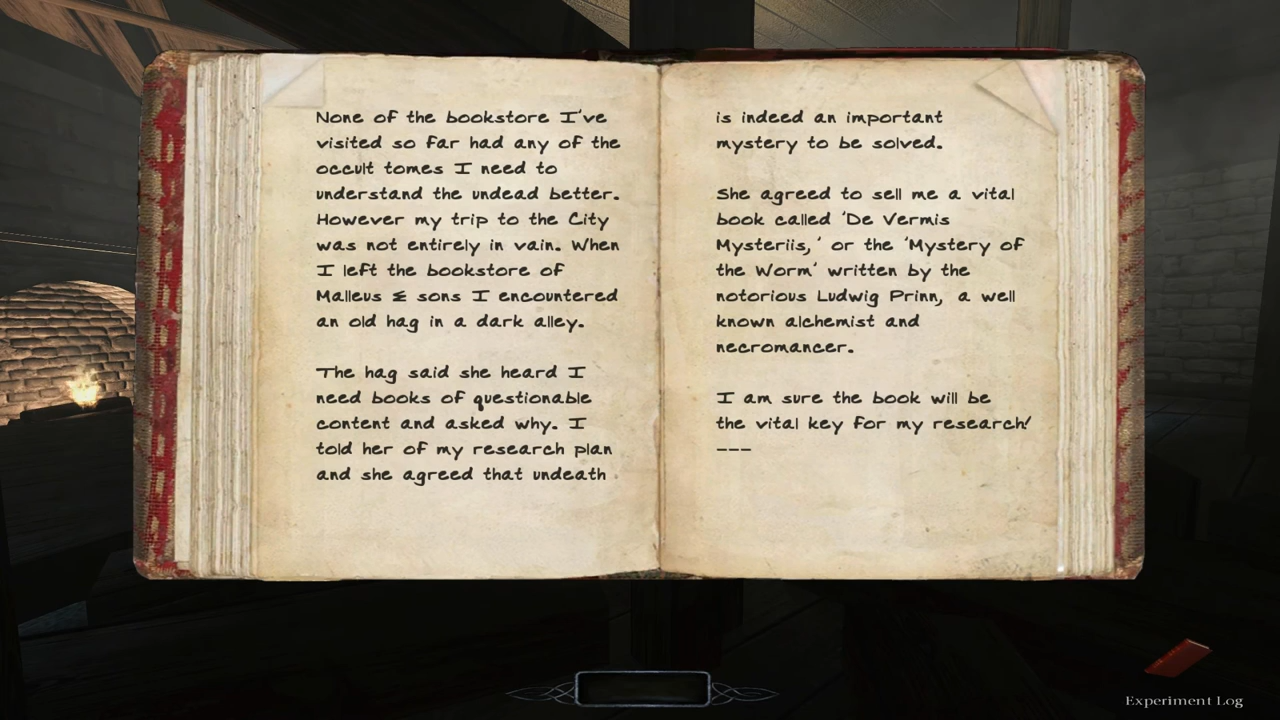 None of the bookstore I've
visited so far had any of the
occult tomes I need to
understand the undead better.
However my trip to the City
was not entirely in vain. When
I left the bookstore of
Malleus & sons I encountered
an old hag in a dark alley.
The hag said she heard I
need books of questionable
content and asked why. I
told her of my research plan
and she agreed that undeath
is indeed an important
mystery to be solved.
She agreed to sell me a vital
book called 'De Vermis
Mysteriis,' or the 'Mystery of
the Worm' written by the
notorious Ludwig Prinn, a well
known alchemist and
necromancer.
I am sure the book will be
the vital key for my research!
---
Experiment Log